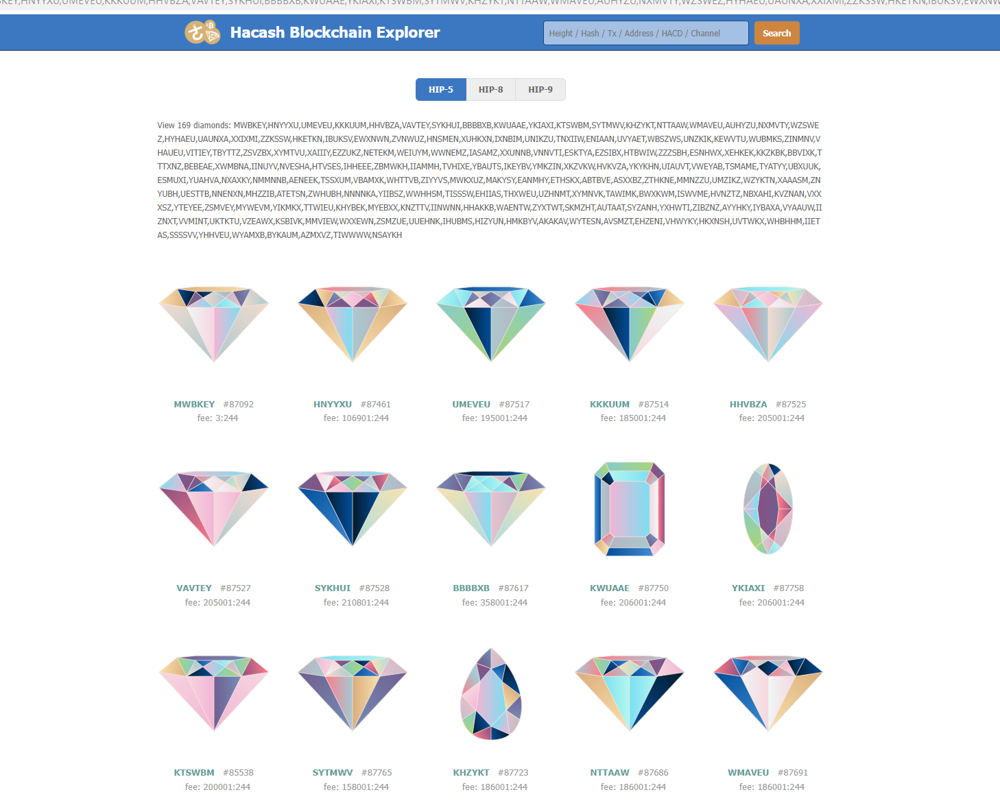 BKEY,HNYYXU,UMEVEU,KKKUUM,HHVBZA,VAVTEY,SYKHUI,BBBBXB,KWUAAE,YKIAXI,KTSWBM,SYTMWV,KHZYKT,NTTAAW,WMAVEU,AUHYZU,NXMVTY,WZSWEZ,HYHAEU,UAUNXA,XXIXMI,ZZKSSW,HKETKN,IBUKSV,EWXNW
Hacash Blockchain Explorer
Height / Hash / Tx / Address / HACD / Channel
Search
HIP-5 HIP-8 HIP-9
View 169 diamonds: MWBKEY,HNYYXU,UMEVEU,KKKUUM,HHVBZA,VAVTEY,SYKHUI,BBBBXB,KWUAAE,YKIAXI,KTSWBM,SYTMWV,KHZYKT,NTTAAW,WMAVEU,AUHYZU,NXMVTY,WZSWE
Z,HYHAEU,UAUNXA,XXIXMI,ZZKSSW,HKETKN,IBUKSV,EWXNWN,ZVNWUZ,HNSMEN,XUHKXN,IXNBIM,UNIKZU,TNXIIW,ENIAAN,UVYAET,WBSZWS,UNZKIK,KEWVTU,WUBMKS,ZINMNV,V
HAUEU,VITIEY,TBYTTZ,ZSVZBX,XYMTVU,XAIIIY,EZZUKZ,NETEKM,WEIUYM,WWNEMZ,IASAMZ,XXUNNB,VNNVTI,ESKTYA,EZSIBX,HTBWIW,ZZZSBH,ESNHWX,XEHKEK,KKZKBK,BBVIXK,T
TTXNZ,BEBEAE,XWMBNA,IINUYV,NVESHA,HTVSES,IHHEEE,ZBMWKH,IIAMMH,TVHIXE,YBAUTS,IKEYBV,YMKZIN,XKZVKW,HVKVZA,YKYKHN,UIAUVT,VWEYAB,TSMAME,TYATYY,UBXUUK,
ESMUXI,YUAHVA,NXAXKY,NMMNNB,AENEEK,TSSXUM,VBAMXK,WHTTVB,ZIYYVS,MWKXUZ,MAKYSY,EANMHY,ETHSKX,ABTBVE,ASXXBZ,ZTHKNE,MMNZZU,UMZIKZ,WZYKTN,XAAASM,ZN
YUBH,UESTTB,NNENXN,MHZZIB,ATETSN,ZWHUBH,NNNNKA,YIIBSZ,WWHHSM,TISSSW,EHIIAS,THXWEU,UZHNMT,XYMNVK,TAWIMK,BWXKWM,ISWVME,HVNZTZ,NBXAHI,KVZNAN,VXX
XSZ,YTEYEE,ZSMVEY,MYWEVM,YIKMKX,TTWIEU,KHYBEK,MYEBXX,KNZTTV,IINWNN,HHAKKB,WAENTW,ZYXTWT,SKMZHT,AUTAAT,SYZANH,YXHWTI,ZIBZNZ,AYYHKY,IYBAXA,VYAAUW,II
ZNXT,VVMINT,UKTKTU,VZEAWX,KSBIVK,MMVIEW,WXXEWN,ZSMZUE,UUEHNK,IHUBMS,HIZYUN,HMKBYV,AKAKAV,WYTESN,AVSMZT,EHZENI,VHWYKY,HKXNSH,UVTWKX,WHBHHM,IIET
AS,SSSSVV,YHHVEU,WYAMXB,BYKAUM,AZMXVZ,TIWWWW,NSAYKH
MWBKEY #87092 HNYYXU #87461 UMEVEU #87517 KKKUUM #87514 HHVBZA #87525
fee: 3:244 fee: 106901:244 fee: 195001:244 fee: 185001:244 fee: 205001:244
VAVTEY #87527 SYKHUI #87528 BBBBXB #87617 KWUAAE #87750 YKIAXI #87758
fee: 205001:244 fee: 210801:244 fee: 358001:244 fee: 206001:244 fee: 206001:244
KTSWBM #85538 SYTMWV #87765 KHZYKT #87723 NTTAAW #87686 WMAVEU #87691
fee: 200001:244 fee: 158001:244 fee: 186001:244 fee: 186001:244 fee: 186001:244